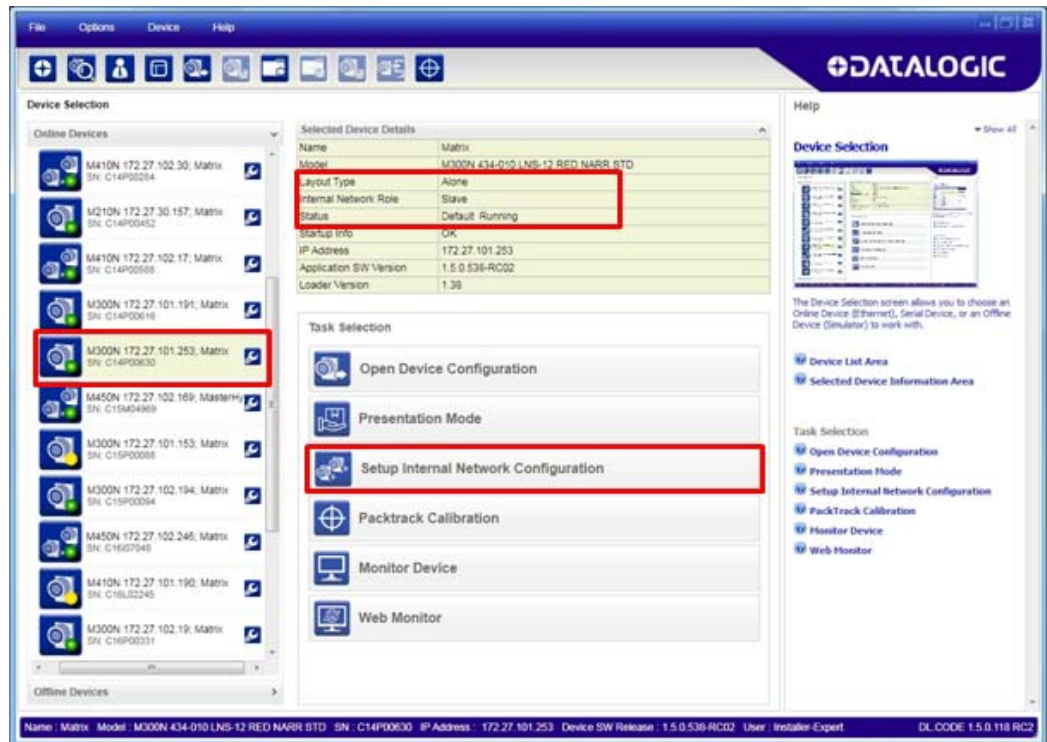 File Options Device Help
DATALOGIC
Device Selection
Online Devices
M410N 172.27.102.30; Matrix
SN: C14P00264
M210N 172.27.30.157; Matrix
SN: C14P00452
M410N 172.27.102.17; Matrix
SN: C14P00588
M300N 172.27.101.191; Matrix
SN: C14P00616
M300N 172.27.101.253; Matrix
SN: C14P00630
M450N 172.27.102.169; MasterHy
SN: C15M04969
M300N 172.27.101.153; Matrix
SN: C15P00086
M300N 172.27.102.194; Matrix
SN: C15P00094
M450N 172.27.102.246; Matrix
SN: C16I07046
M410N 172.27.101.190; Matrix
SN: C16L02245
M300N 172.27.102.19; Matrix
SN: C16P00331
Offline Devices
Selected Device Details
Name Matrix
Model M300N 434-010 LNS-12 RED NARR STD
Layout Type Alone
Internal Network Role Slave
Status Default Running
Startup Info OK
IP Address 172.27.101.253
Application SW Version 1.5.0.538-RC02
Loader Version 1.38
Task Selection
Open Device Configuration
Presentation Mode
Setup Internal Network Configuration
Packtrack Calibration
Monitor Device
Web Monitor
Help
Show All
Device Selection
The Device Selection screen allows you to choose an
Online Device (Ethernet), Serial Device, or an Offline
Device (Simulator) to work with.
Device List Area
Selected Device Information Area
Task Selection
Open Device Configuration
Presentation Mode
Setup Internal Network Configuration
PackTrack Calibration
Monitor Device
Web Monitor
Name : Matrix Model : M300N 434-010 LNS-12 RED NARR STD SN : C14P00630 IP Address : 172.27.101.253 Device SW Release : 1.5.0.538-RC02 User : Installer-Expert DL.CODE 1.5.0.118 RC2